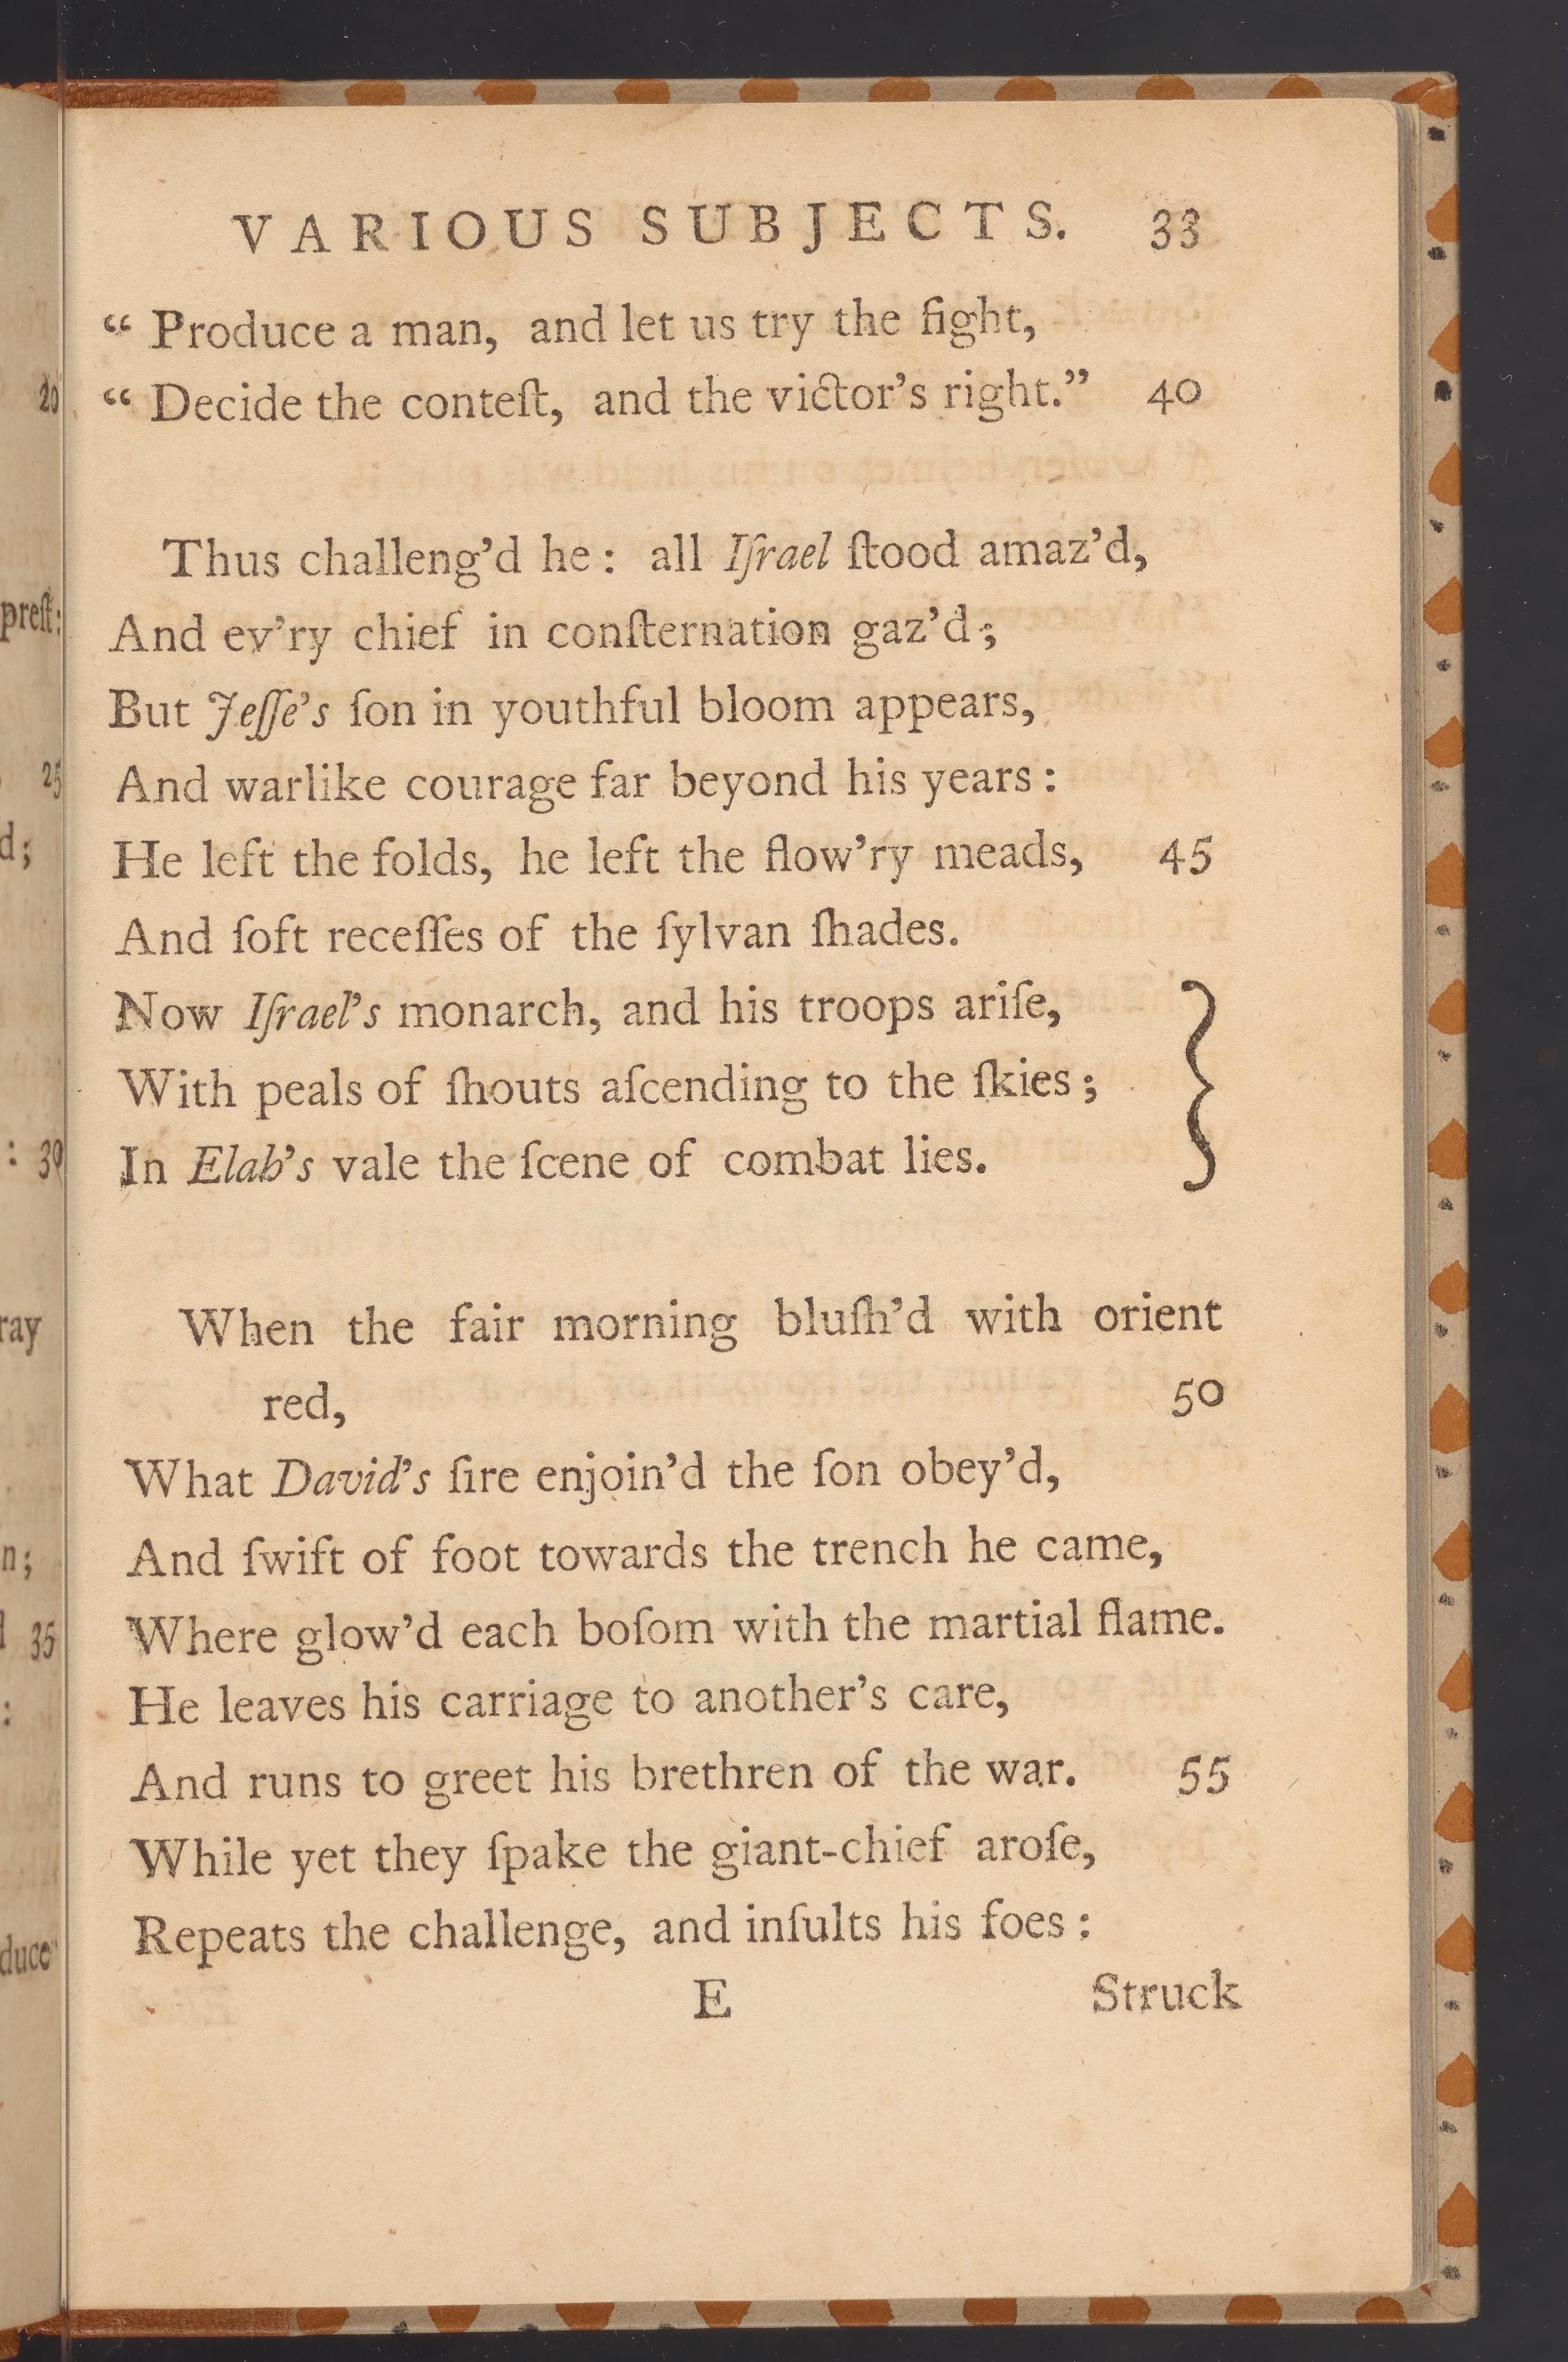 VARIOUS SUBJECTS. 33
“ Produce a man, and let us try the fight,
“ Decide the conteſt, and the victor’s right.” 40
Thus challeng’d he: all Iſrael ſtood amaz’d,
And ev’ry chief in conſternation gaz’d;
But Jeſſe’s ſon in youthful bloom appears,
And warlike courage far beyond his years:
He left the folds, he left the flow’ry meads, 45
And ſoft receſſes of the ſylvan ſhades.
Now Iſrael’s monarch, and his troops ariſe,
With peals of ſhouts aſcending to the ſkies;
In Elah’s vale the ſcene of combat lies.
When the fair morning bluſh’d with orient
red, 50
What David’s ſire enjoin’d the ſon obey’d,
And ſwift of foot towards the trench he came,
Where glow’d each boſom with the martial flame.
He leaves his carriage to another’s care,
And runs to greet his brethren of the war. 55
While yet they ſpake the giant-chief aroſe,
Repeats the challenge, and inſults his foes:
E Struck
20
preſt:
25
d;
: 30
ray
n;
35
:
duce